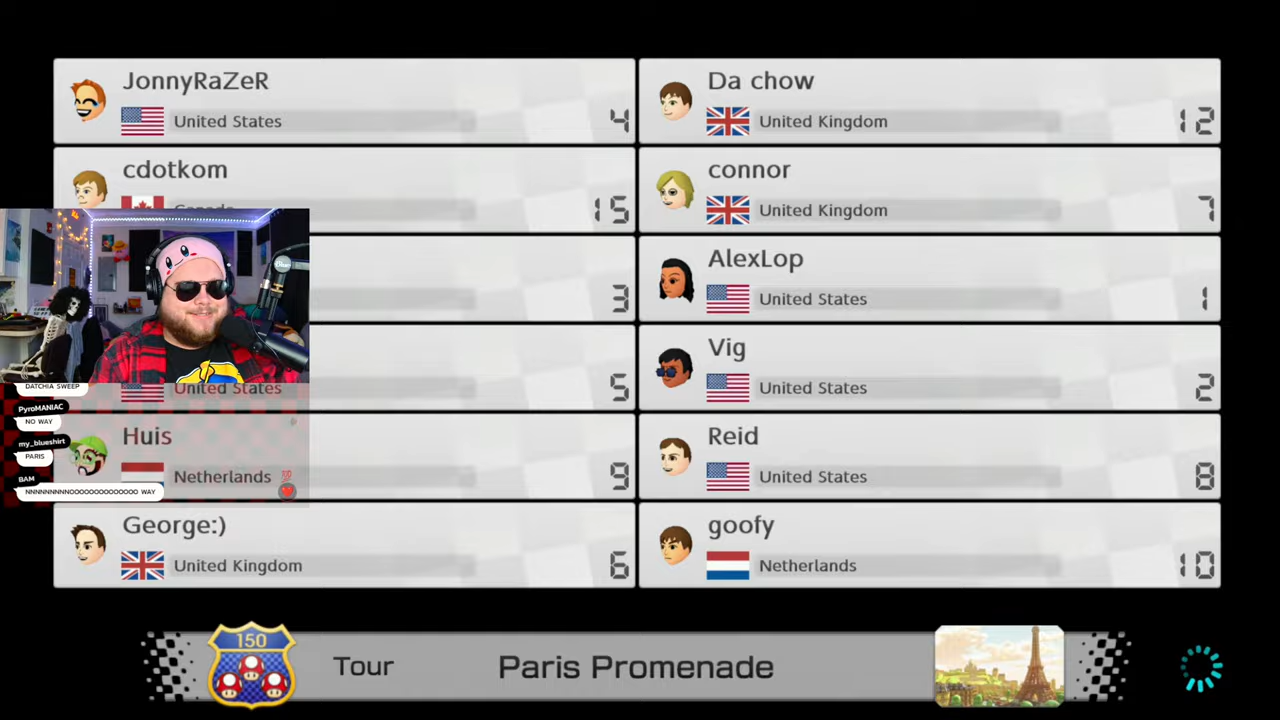 JonnyRaZeR
United States
4
Da chow
United Kingdom
12
cdotkom
Canada
15
connor
United Kingdom
7
3
AlexLop
United States
1
United States
5
Vig
United States
2
Huis
Netherlands
9
Reid
United States
8
George:)
United Kingdom
6
goofy
Netherlands
10
DATCHIA SWEEP
PyroMANIAC
NO WAY
my_blueshirt
PARIS
BAM
150
Tour
Paris Promenade